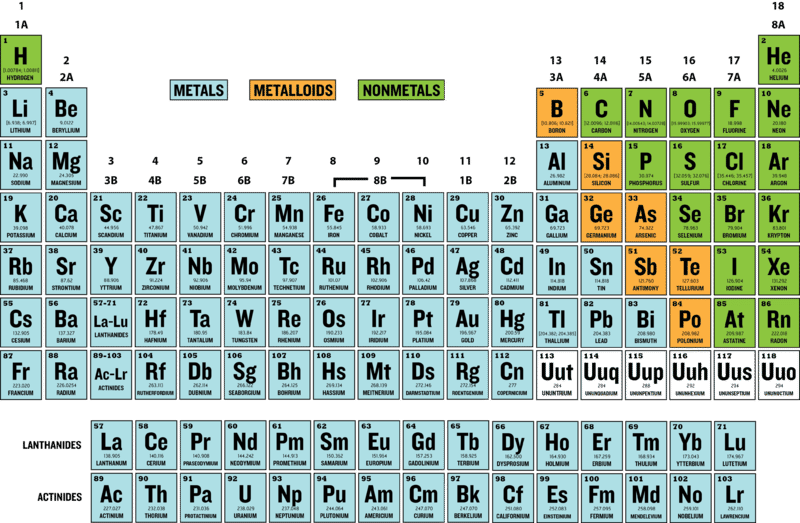 1 18
1A 8A
1 2
H He
[1.00784; 1.00811] 4.0026
HYDROGEN HELIUM
2 13 14 15 16 17
2A 3A 4A 5A 6A 7A
METALS METALLOIDS NONMETALS
3 4 5 6 7 8 9 10
Li Be B C N O F Ne
[6.938; 6.997] 9.0122 [10.806; 10.821] [12.0096; 12.0116] 18.998 20.180
LITHIUM BERYLLIUM BORON CARBON NITROGEN OXYGEN FLUORINE NEON
11 12 13 14 15 16 17 18
Na Mg Al Si P S Cl Ar
22.990 24.305 26.982 [28.084; 28.086] 30.974 [32.059; 32.076] [35.446; 35.457] 39.948
SODIUM MAGNESIUM ALUMINUM SILICON PHOSPHORUS SULFUR CHLORINE ARGON
3 4 5 6 7 8 9 10 11 12
3B 4B 5B 6B 7B 8B 1B 2B
19 20 21 22 23 24 25 26 27 28 29 30 31 32 33 34 35 36
K Ca Sc Ti V Cr Mn Fe Co Ni Cu Zn Ga Ge As Se Br Kr
39.098 40.078 44.956 47.867 50.942 51.996 54.938 55.845 58.933 58.693 63.546 69.723 69.723 74.922 78.963 79.904 83.801
POTASSIUM CALCIUM SCANDIUM TITANIUM VANADIUM CHROMIUM MANGANESE IRON COBALT NICKEL COPPER ZINC GALLIUM GERMANIUM ARSENIC SELENIUM BROMIUM KRYPTON
37 38 39 40 41 42 43 44 45 46 47 48 49 50 51 52 53 54
Rb Sr Y Zr Nb Mo Tc Ru Rh Pd Ag Cd In Sn Sb Te I Xe
85.468 87.62 88.906 91.224 92.906 95.94 97.907 101.07 102.906 106.42 107.868 112.411 114.818 114.818 121.760 127.603 126.904 131.292
RUBIDIUM STRONTIUM YTTRIUM ZIRCONIUM NIOBIUM MOLYBDENUM TECHNETIUM RUTHENIUM RHODIUM PALLADIUM SILVER CADMIUM INDIUM TIN ANTIMONY TELLURIUM IODINE XENON
55 56 57-71 72 73 74 75 76 77 78 79 80 81 82 83 84 85 86
Cs Ba La-Lu Hf Ta W Re Os Ir Pt Au Hg Tl Pb Bi Po At Rn
132.905 137.327 178.49 180.95 183.84 186.207 192.217 195.084 196.967 200.59 [204.382; 204.385] 208.980 208.982 209.987 222.018
CESIUM BARIUM LANTHANIDES HAFNIUM TANTALUM TUNGSTEN RHENIUM OSMIUM IRIDIUM PLATIUM GOLD MERCURY THALLIUM LEAD BISMUTH POLONIUM ASTATINE RADON
87 88 89-103 104 105 106 107 108 109 110 111 112 113 114 115 116 117 118
Fr Ra Ac-Lr Rf Db Sg Bh Hs Mt Ds Rg Cn Uut Uuq Uup Uuh Uus Uuo
223.020 226.0254 263.113 262.114 266.122 264.125 269.134 268.139 272.146 272.154 277 294 294 288 294 294 294
FRANCIUM RADIUM ACTINIDES RUTHERFORDIUM DUBNIUM SEABORGIUM BOHRIUM HASSIUM MEITNERIUM DARMSTADTIUM ROENTGENIUM COPERNICIUM UNUNTRIUM UNUNQUADIUM UNUNPENTIUM UNUNHEXIUM UNUNSEPTIUM UNUNOCTIUM
57 58 59 60 61 62 63 64 65 66 67 68 69 70 71
LANTHANIDES La Ce Pr Nd Pm Sm Eu Gd Tb Dy Ho Er Tm Yb Lu
138.905 140.116 140.908 144.242 144.913 150.362 151.964 157.253 158.925 162.500 164.930 167.259 168.934 173.043 174.967
LANTHANUM CERIUM NEODYMIUM PROMETHIUM SAMARIUM EUROPIUM GADOLINIUM TERBIUM DYSPROSIUM HOLMIUM ERBIUM THULIUM YTTERBIUM LUTETIUM
89 90 91 92 93 94 95 96 97 98 99 100 101 102 103
ACTINIDES Ac Th Pa U Np Pu Am Cm Bk Cf Es Fm Md No Lr
227.027 232.038 231.036 238.029 237.048 244.064 243.061 247.070 247.070 251.080 252.083 257.095 258.098 259.101 262.110
ACTINIUM THORIUM PROTACTINIUM URANIUM NEPTUNIUM PLUTONIUM AMERICIUM CURIUM BERKELIUM CALIFORNIUM EINSTEINIUM FERMIUM MENDELEVIUM NOBELIUM LAWRENCIUM